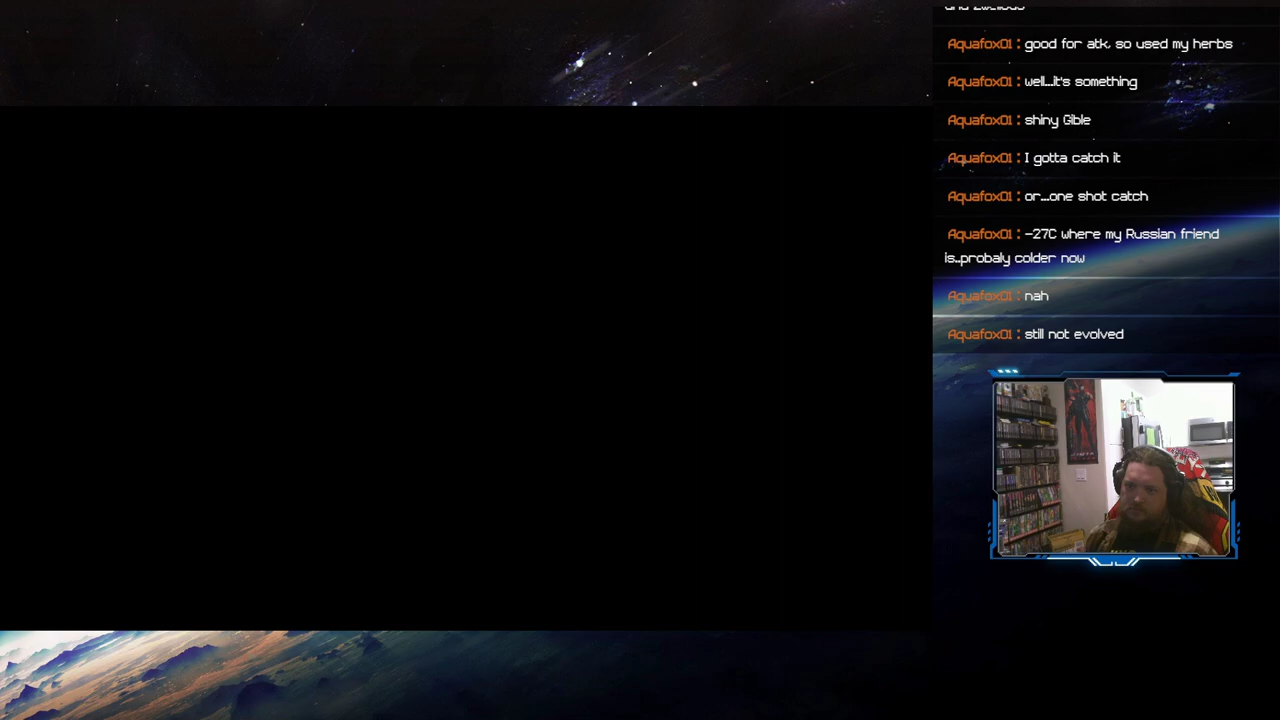 Aquafox01 : good for atk, so used my herbs
Aquafox01 : well...it's something
Aquafox01 : shiny Gible
Aquafox01 : I gotta catch it
Aquafox01 : or...one shot catch
Aquafox01 : -27C where my Russian friend
is..probaly colder now
Aquafox01 : nah
Aquafox01 : still not evolved